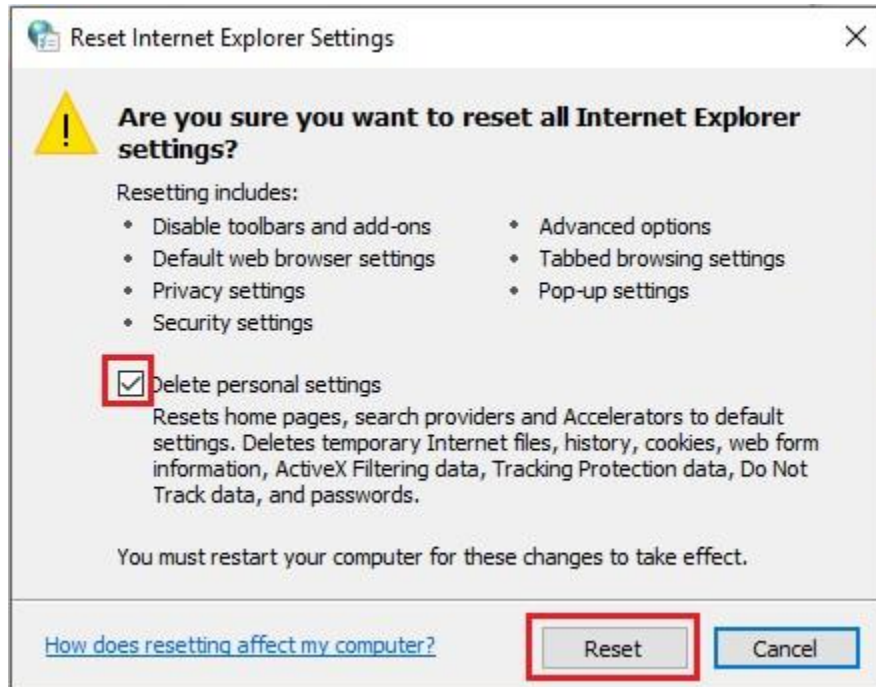 Reset Internet Explorer Settings
Are you sure you want to reset all Internet Explorer
settings?
Resetting includes:
• Disable toolbars and add-ons
• Default web browser settings
• Privacy settings
• Security settings
• Advanced options
• Tabbed browsing settings
• Pop-up settings
Delete personal settings
Resets home pages, search providers and Accelerators to default
settings. Deletes temporary Internet files, history, cookies, web form
information, ActiveX Filtering data, Tracking Protection data, Do Not
Track data, and passwords.
You must restart your computer for these changes to take effect.
How does resetting affect my computer?
Reset
Cancel